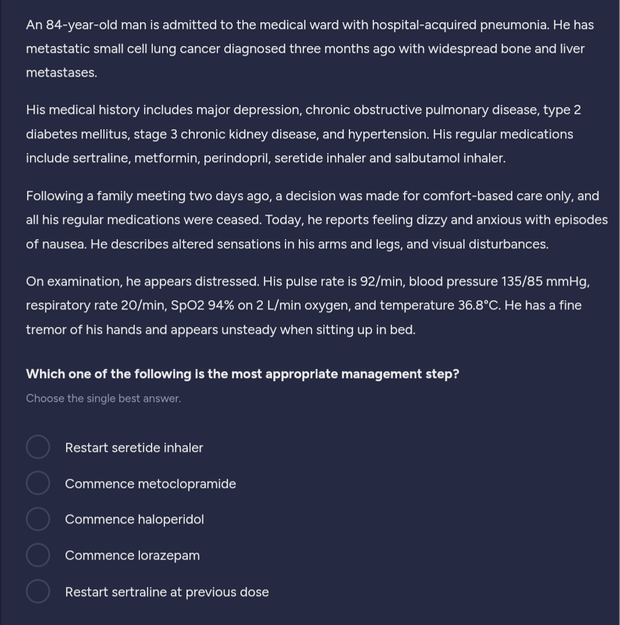 An 84-year-old man is admitted to the medical ward with hospital-acquired pneumonia. He has
metastatic small cell lung cancer diagnosed three months ago with widespread bone and liver
metastases.
His medical history includes major depression, chronic obstructive pulmonary disease, type 2
diabetes mellitus, stage 3 chronic kidney disease, and hypertension. His regular medications
include sertraline, metformin, perindopril, seretide inhaler and salbutamol inhaler.
Following a family meeting two days ago, a decision was made for comfort-based care only, and
all his regular medications were ceased. Today, he reports feeling dizzy and anxious with episodes
of nausea. He describes altered sensations in his arms and legs, and visual disturbances.
On examination, he appears distressed. His pulse rate is 92/min, blood pressure 135/85 mmHg,
respiratory rate 20/min, SpO2 94% on 2 L/min oxygen, and temperature 36.8°C. He has a fine
tremor of his hands and appears unsteady when sitting up in bed.
Which one of the following is the most appropriate management step?
Choose the single best answer.
Restart seretide inhaler
Commence metoclopramide
Commence haloperidol
Commence lorazepam
Restart sertraline at previous dose